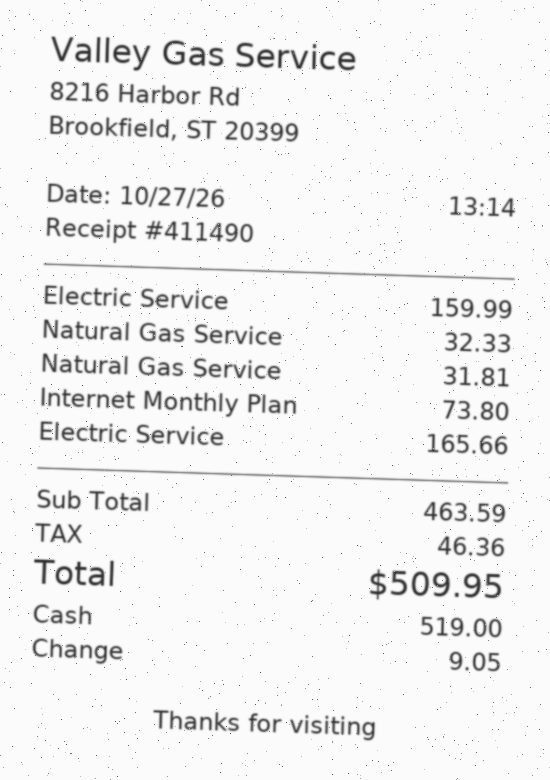 Valley Gas Service
8216 Harbor Rd
Brookfield, ST 20399
Date: 10/27/26 13:14
Receipt #411490
Electric Service 159.99
Natural Gas Service 32.33
Natural Gas Service 31.81
Internet Monthly Plan 73.80
Electric Service 165.66
Sub Total 463.59
TAX 46.36
Total $509.95
Cash 519.00
Change 9.05
Thanks for visiting